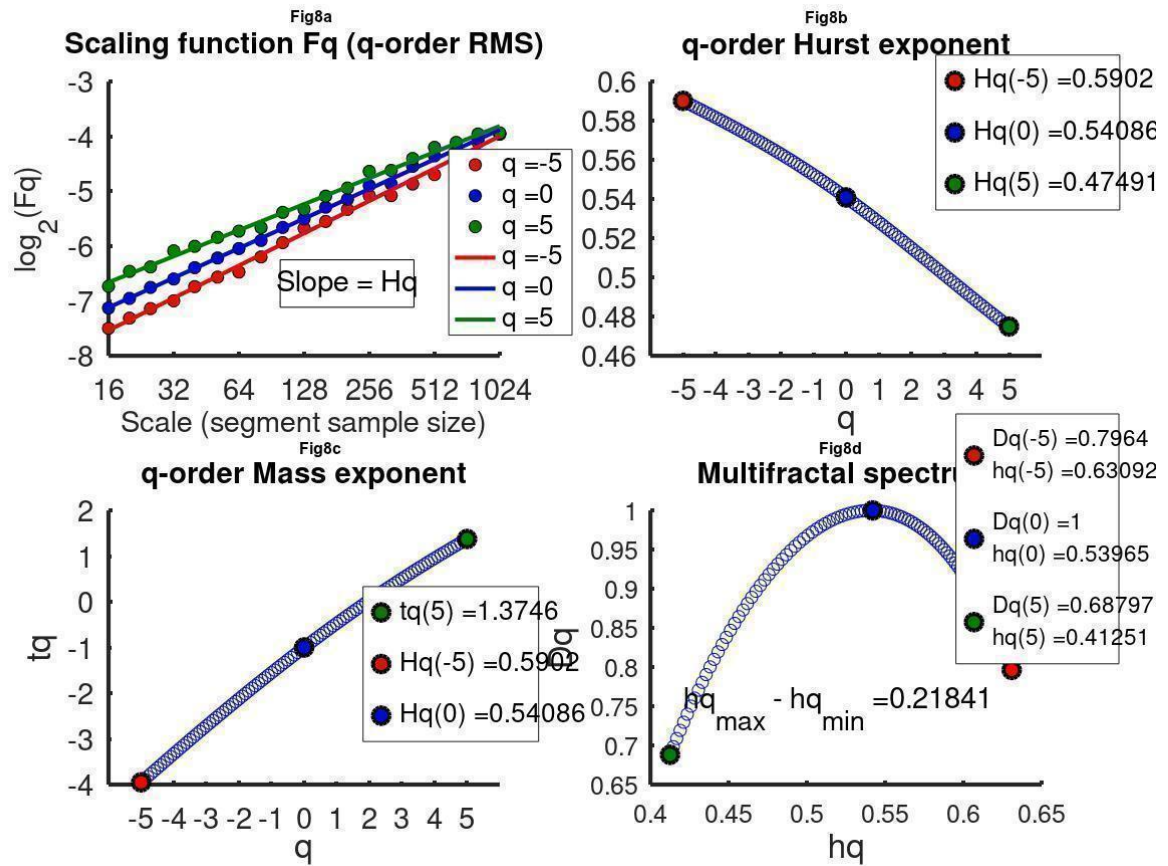 Fig8a
Scaling function Fq (q-order RMS)
-3
-4
-5
-6
-7
-8
log2(Fq)
16 32 64 128 256 512 1024
Scale (segment sample size)
q =-5
q =0
q =5
q =-5
q =0
q =5
Slope = Hq
Fig8b
q-order Hurst exponent
0.6
0.58
0.56
0.54
0.52
0.5
0.48
0.46
-5 -4 -3 -2 -1 0 1 2 3 4 5
q
Hq(-5) =0.5902
Hq(0) =0.54086
Hq(5) =0.47491
Fig8c
q-order Mass exponent
2
1
0
-1
-2
-3
-4
tq
-5 -4 -3 -2 -1 0 1 2 3 4 5
q
tq(5) =1.3746
Hq(-5) =0.5902
Hq(0) =0.54086
Fig8d
Multifractal spectru
1
0.95
0.9
0.85
0.8
0.75
0.7
0.65
Dq
0.4 0.45 0.5 0.55 0.6 0.65
hq
Dq(-5) =0.7964
hq(-5) =0.63092
Dq(0) =1
hq(0) =0.53965
Dq(5) =0.68797
hq(5) =0.41251
hqmax - hqmin =0.21841